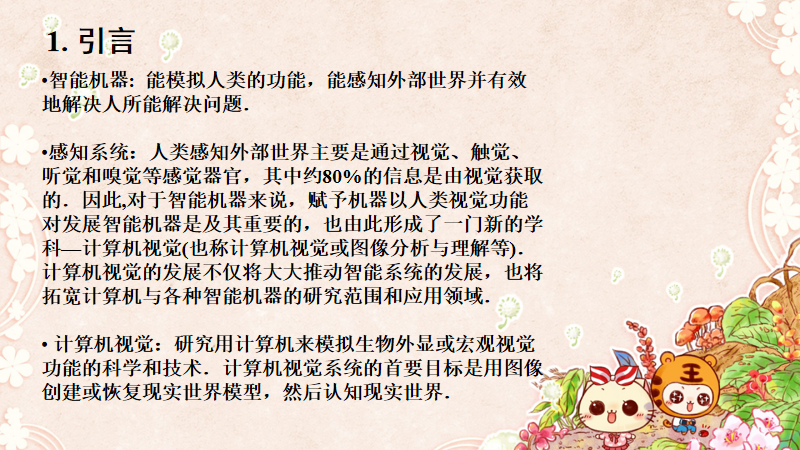 1. 引言
•智能机器: 能模拟人类的功能，能感知外部世界并有效
地解决人所能解决问题．
•感知系统：人类感知外部世界主要是通过视觉、触觉、
听觉和嗅觉等感觉器官，其中约80%的信息是由视觉获取
的．因此,对于智能机器来说，赋予机器以人类视觉功能
对发展智能机器是及其重要的，也由此形成了一门新的学
科—计算机视觉(也称计算机视觉或图像分析与理解等)．
计算机视觉的发展不仅将大大推动智能系统的发展，也将
拓宽计算机与各种智能机器的研究范围和应用领域．
• 计算机视觉：研究用计算机来模拟生物外显或宏观视觉
功能的科学和技术．计算机视觉系统的首要目标是用图像
创建或恢复现实世界模型，然后认知现实世界．
王